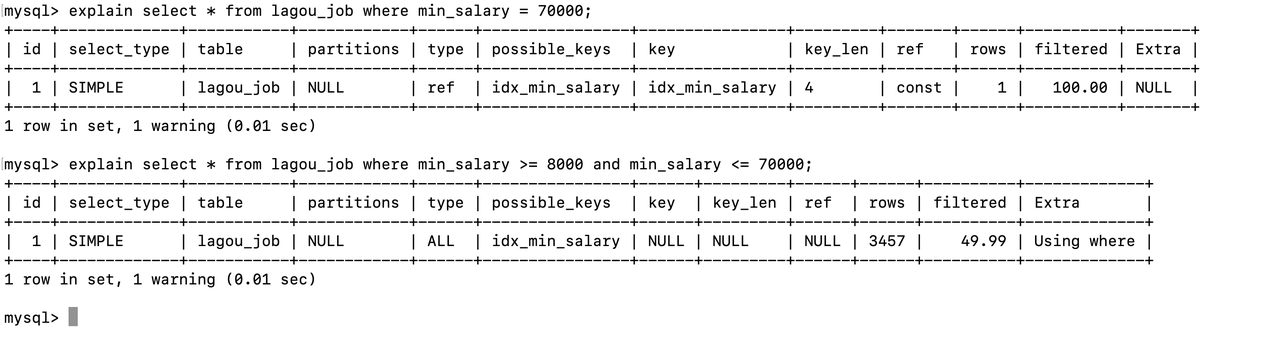 mysql> explain select * from lagou_job where min_salary = 70000;
+----+-------------+-----------+------------+------+----------------+----------------+---------+-------+------+----------+-------+
| id | select_type | table     | partitions | type | possible_keys  | key            | key_len | ref   | rows | filtered | Extra |
+----+-------------+-----------+------------+------+----------------+----------------+---------+-------+------+----------+-------+
|  1 | SIMPLE      | lagou_job | NULL       | ref  | idx_min_salary | idx_min_salary | 4       | const |    1 |   100.00 | NULL  |
+----+-------------+-----------+------------+------+----------------+----------------+---------+-------+------+----------+-------+
1 row in set, 1 warning (0.01 sec)
mysql> explain select * from lagou_job where min_salary >= 8000 and min_salary <= 70000;
+----+-------------+-----------+------------+------+----------------+------+---------+------+------+----------+-------------+
| id | select_type | table     | partitions | type | possible_keys  | key  | key_len | ref  | rows | filtered | Extra       |
+----+-------------+-----------+------------+------+----------------+------+---------+------+------+----------+-------------+
|  1 | SIMPLE      | lagou_job | NULL       | ALL  | idx_min_salary | NULL | NULL    | NULL | 3457 |    49.99 | Using where |
+----+-------------+-----------+------------+------+----------------+------+---------+------+------+----------+-------------+
1 row in set, 1 warning (0.01 sec)
mysql>